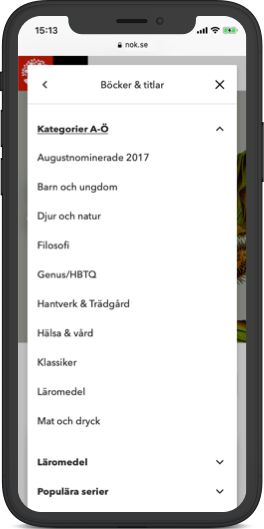 15:13
nok.se
Böcker & titlar
Kategorier A-Ö
Augustnominerade 2017
Barn och ungdom
Djur och natur
Filosofi
Genus/HBTQ
Hantverk & Trädgård
Hälsa & vård
Klassiker
Läromedel
Mat och dryck
Läromedel
Populära serier